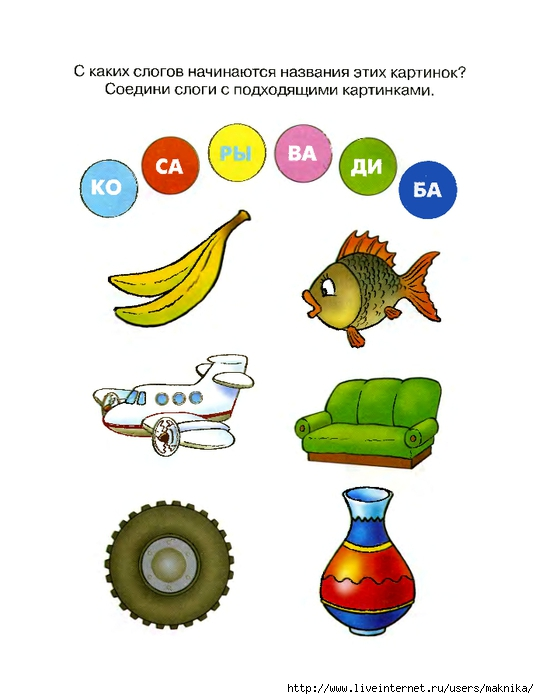 С каких слогов начинаются названия этих картинок?
Соедини слоги с подходящими картинками.
КО СА РЫ ВА ДИ БА
http://www.liveinternet.ru/users/maknika/